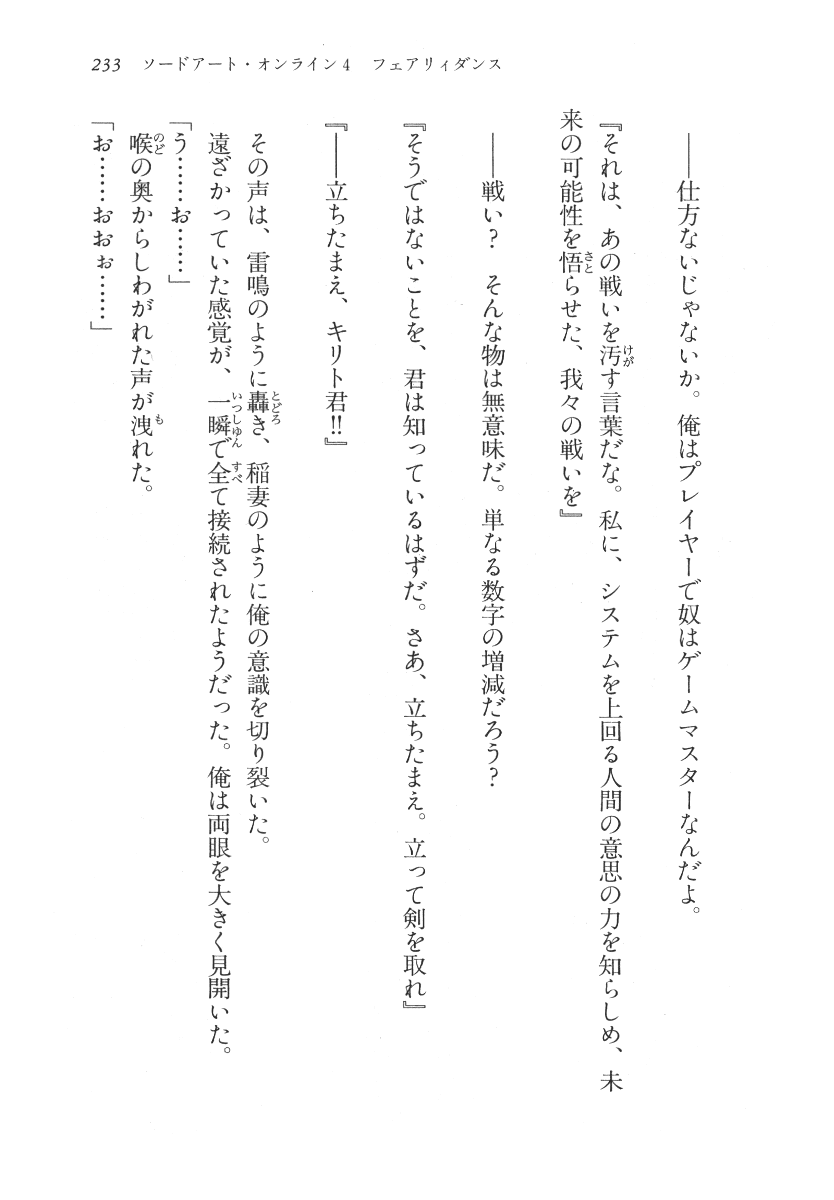 233　ソードアート・オンライン4　フェアリィダンス
――仕方ないじゃないか。俺はプレイヤーで奴はゲームマスターなんだよ。
『それは、あの戦いを汚す言葉だな。私に、システムを上回る人間の意思の力を知らしめ、未
来の可能性を悟らせた、我々の戦いを』
――戦い？　そんな物は無意味だ。単なる数字の増減だろう？
『そうではないことを、君は知っているはずだ。さあ、立ちたまえ。立って剣を取れ』
『――立ちたまえ、キリト君!!』
その声は、雷鳴のように轟き、稲妻のように俺の意識を切り裂いた。
遠ざかっていた感覚が、一瞬で全て接続されたようだった。俺は両眼を大きく見開いた。
「う……お……」
喉の奥からしわがれた声が洩れた。
「お……おおぉ……」